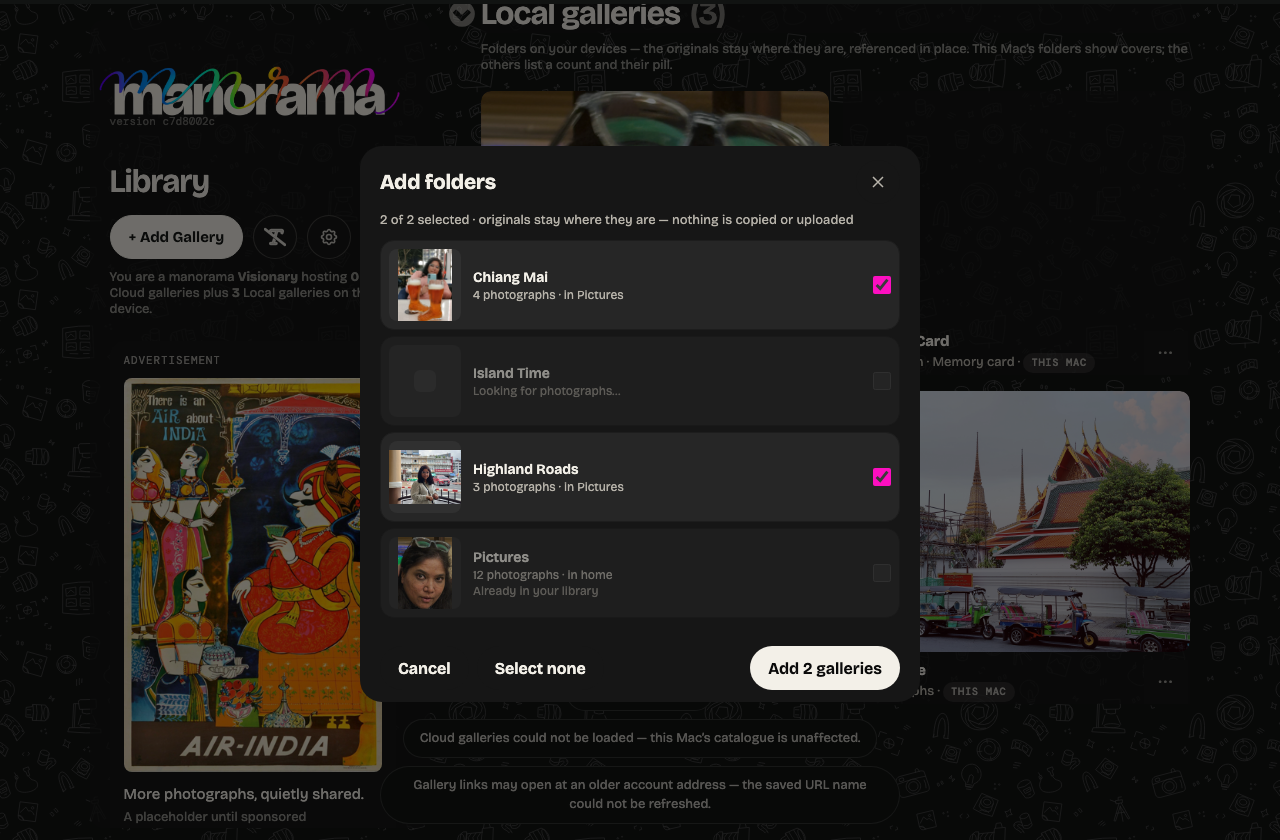 Local galleries (3)
Folders on your devices — the originals stay where they are, referenced in place. This Mac's folders show covers; the
others list a count and their pill.
manorama
version c7d8002c
Library
+ Add Gallery
You are a manorama Visionary hosting 0
Cloud galleries plus 3 Local galleries on th
device.
ADVERTISEMENT
There is an
AIR about
INDIA
AIR-INDIA
More photographs, quietly shared.
A placeholder until sponsored
Add folders
2 of 2 selected · originals stay where they are — nothing is copied or uploaded
Chiang Mai
4 photographs · in Pictures
Island Time
Looking for photographs…
Highland Roads
3 photographs · in Pictures
Pictures
12 photographs · in home
Already in your library
Cancel
Select none
Add 2 galleries
Card
· Memory card · THIS MAC
···
THIS MAC
···
Cloud galleries could not be loaded — this Mac's catalogue is unaffected.
Gallery links may open at an older account address — the saved URL name
could not be refreshed.